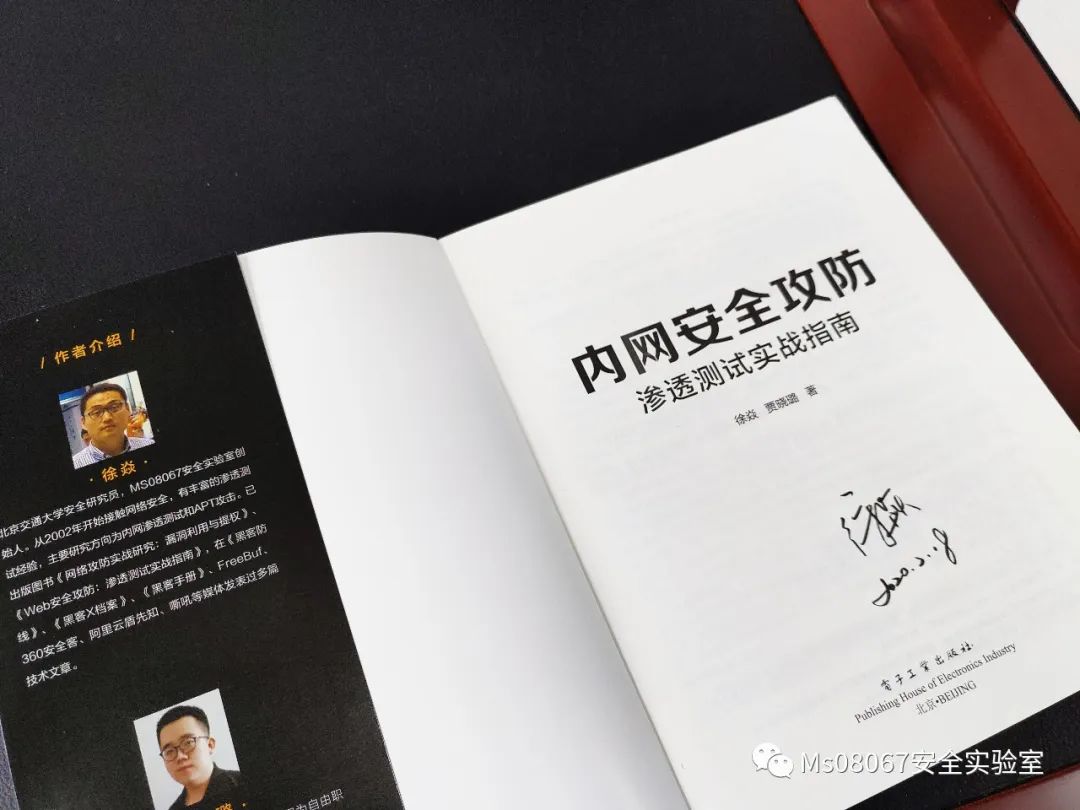 / 作者介绍 /
· 徐焱 ·
北京交通大学安全研究员，MS08067安全实验室创
始人。从2002年开始接触网络安全，有丰富的渗透测
试经验，主要研究方向为内网渗透测试和APT攻击。已
出版图书《网络攻防实战研究：漏洞利用与提权》、
《Web安全攻防：渗透测试实战指南》，在《黑客防
线》、《黑客X档案》、《黑客手册》、FreeBuf、
360安全客、阿里云盾先知、嘶吼等媒体发表过多篇
技术文章。
璐 ·
为自由职
内网安全攻防
渗透测试实战指南
徐焱 贾晓璐 著
徐焱
2020.2.18
电子工业出版社
Publishing House of Electronics Industry
北京·BEIJING
Ms08067安全实验室